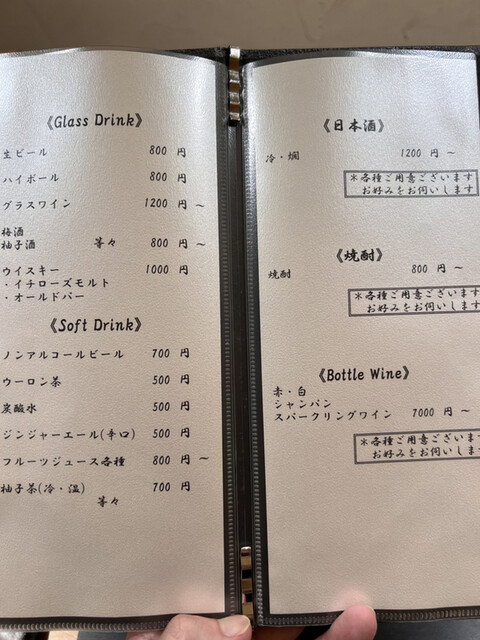 《Glass Drink》
生ビール 800 円
ハイボール 800 円
グラスワイン 1200 円 ～
梅酒
柚子酒 等々 800 円 ～
ウイスキー 1000 円
・イチローズモルト
・オールドパー
《Soft Drink》
ノンアルコールビール 700 円
ウーロン茶 500 円
炭酸水 500 円
ジンジャーエール(辛口) 500 円
フルーツジュース各種 800 円 ～
柚子茶(冷・温) 700 円
等々
《日本酒》
冷・燗 1200 円 ～
＊各種ご用意ございます
お好みをお伺いします
《焼酎》
焼酎 800 円 ～
＊各種ご用意ございます
お好みをお伺いします
《Bottle Wine》
赤・白
シャンパン
スパークリングワイン 7000 円 ～
＊各種ご用意ございます
お好みをお伺いします